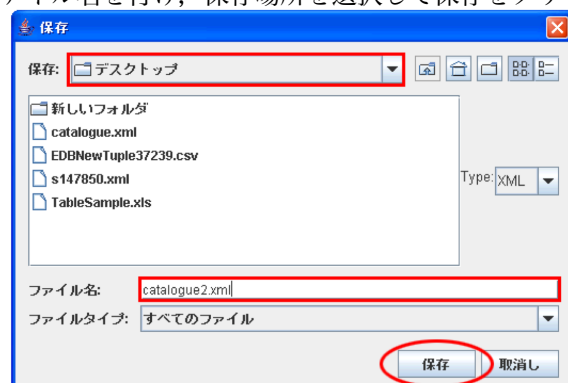 イル名を付け，保存場所を選択して保存をクリ
保存
保存: デスクトップ
新しいフォルダ
catalogue.xml
EDBNewTuple37239.csv
s147850.xml
TableSample.xls
Type: XML
ファイル名: catalogue2.xml
ファイルタイプ: すべてのファイル
保存 取消し